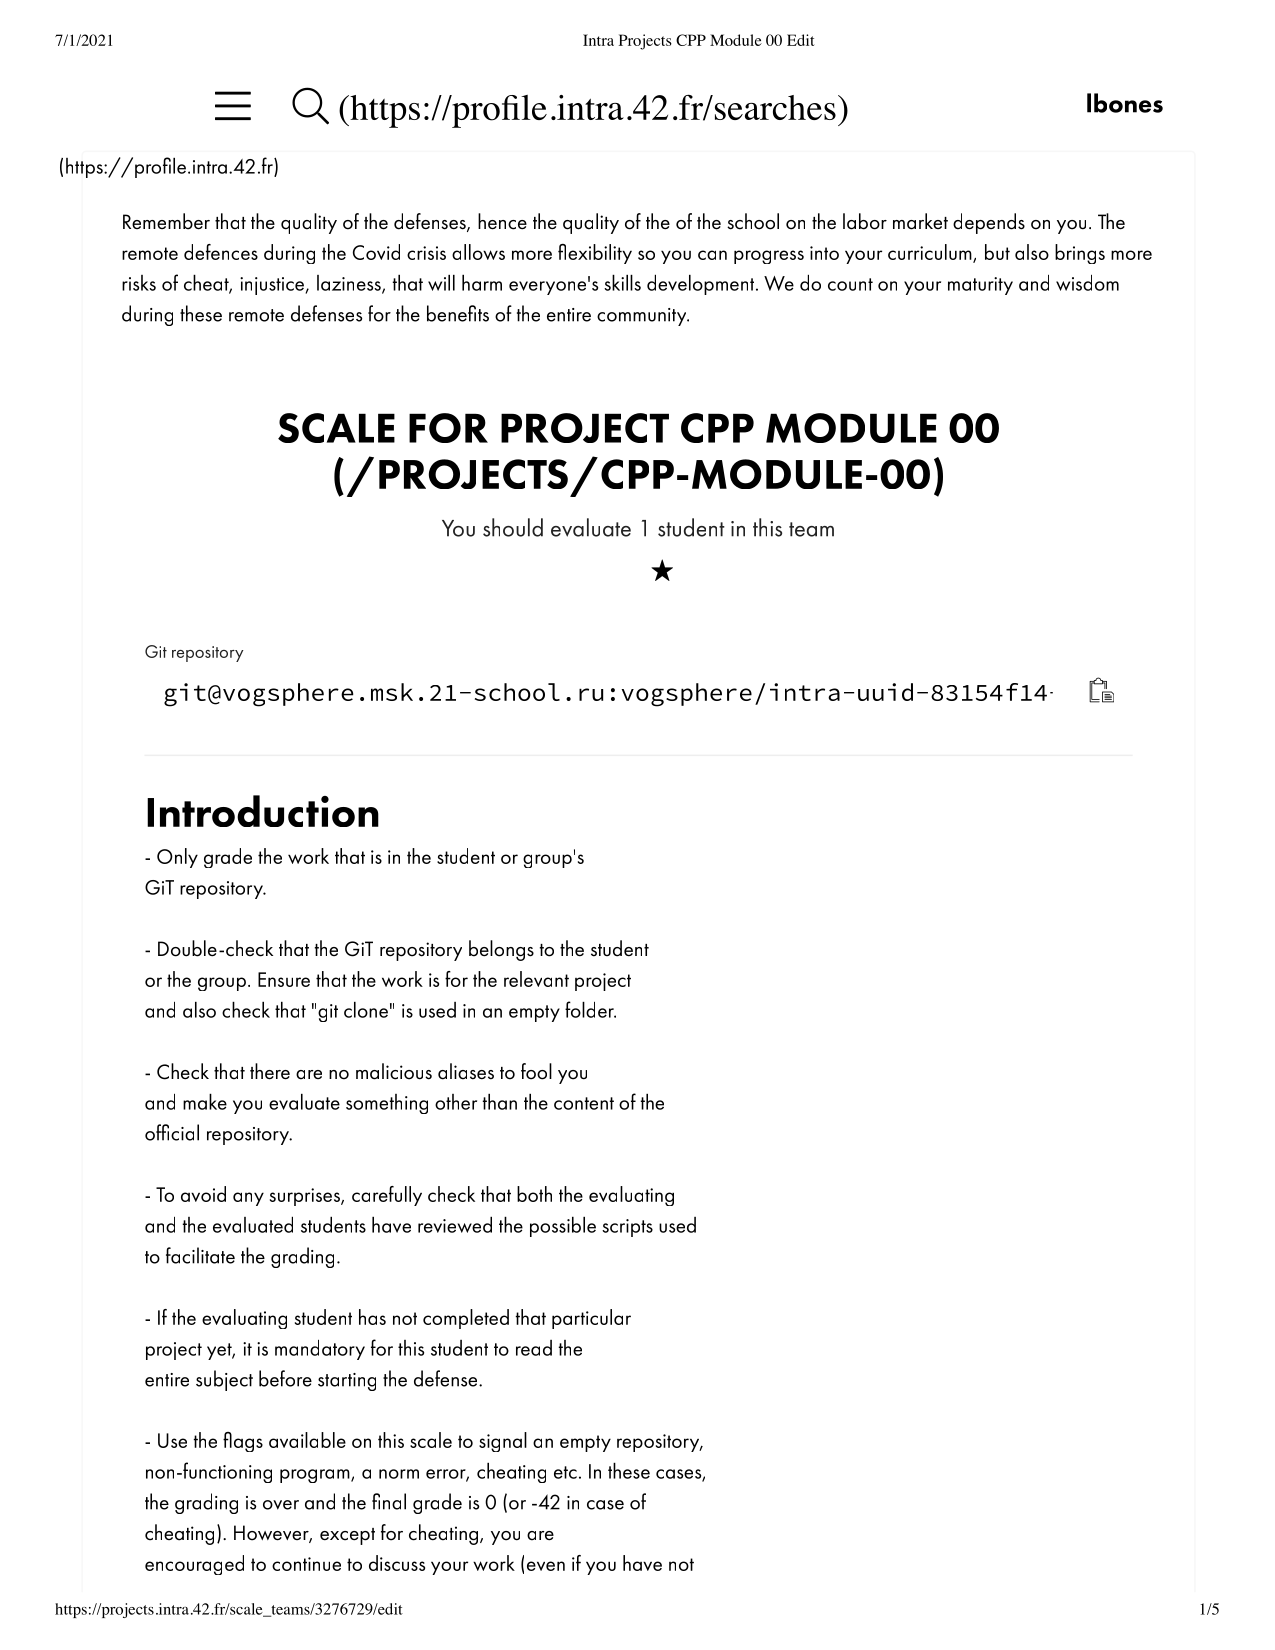 7/1/2021 Intra Projects CPP Module 00 Edit
(https://profile.intra.42.fr/searches) lbones
(https://profile.intra.42.fr)
Remember that the quality of the defenses, hence the quality of the of the school on the labor market depends on you. The
remote defences during the Covid crisis allows more flexibility so you can progress into your curriculum, but also brings more
risks of cheat, injustice, laziness, that will harm everyone's skills development. We do count on your maturity and wisdom
during these remote defenses for the benefits of the entire community.
SCALE FOR PROJECT CPP MODULE 00
(/PROJECTS/CPP-MODULE-00)
You should evaluate 1 student in this team
★
Git repository
git@vogsphere.msk.21-school.ru:vogsphere/intra-uuid-83154f14-
Introduction
- Only grade the work that is in the student or group's
GiT repository.
- Double-check that the GiT repository belongs to the student
or the group. Ensure that the work is for the relevant project
and also check that "git clone" is used in an empty folder.
- Check that there are no malicious aliases to fool you
and make you evaluate something other than the content of the
official repository.
- To avoid any surprises, carefully check that both the evaluating
and the evaluated students have reviewed the possible scripts used
to facilitate the grading.
- If the evaluating student has not completed that particular
project yet, it is mandatory for this student to read the
entire subject before starting the defense.
- Use the flags available on this scale to signal an empty repository,
non-functioning program, a norm error, cheating etc. In these cases,
the grading is over and the final grade is 0 (or -42 in case of
cheating). However, except for cheating, you are
encouraged to continue to discuss your work (even if you have not
https://projects.intra.42.fr/scale_teams/3276729/edit 1/5